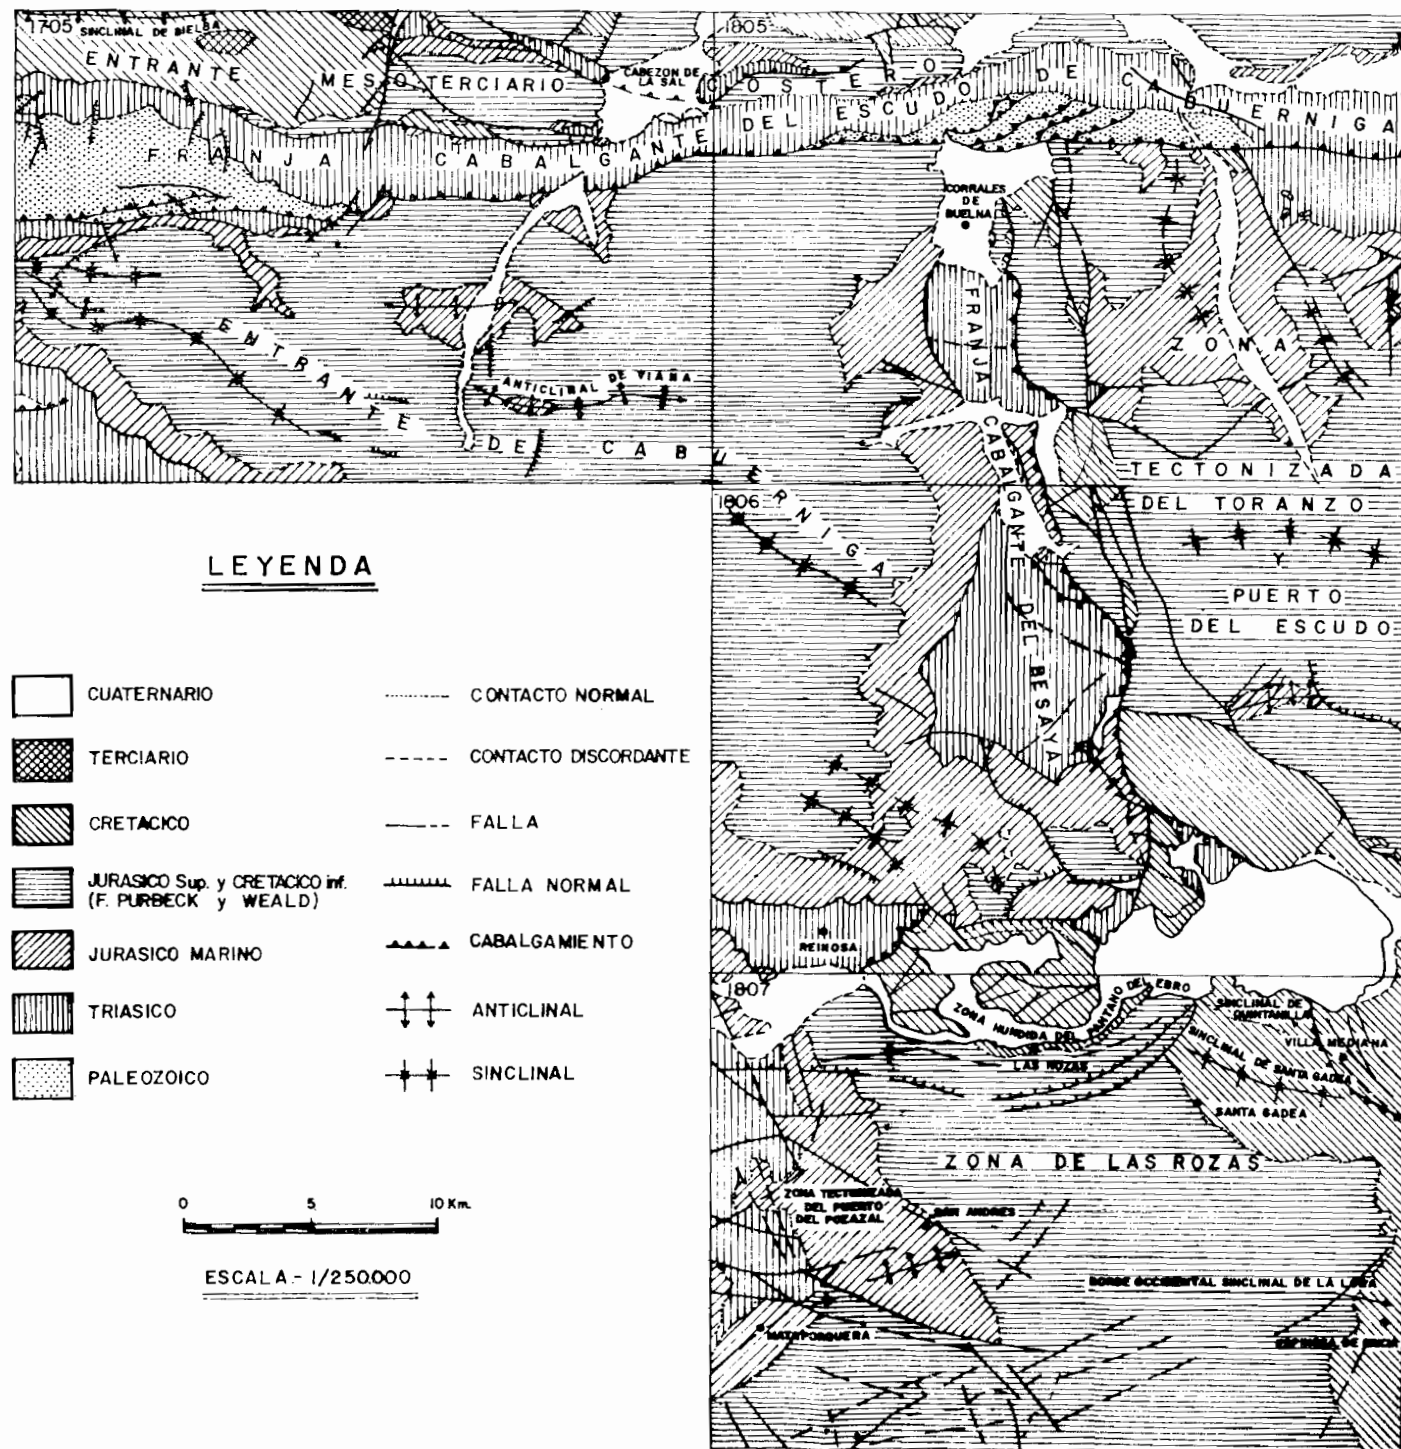 1705
SINCLINAL DE BIELBA
ENTRANTE
MESOTERCIARIO
COSTERO
CABEZON DE
LA SAL
1805
FRANJA CABALGANTE DEL ESCUDO DE CABUERNIGA
CORRALES
DE
BUELNA
FRANJA
CABALGANTE
DEL BESAYA
ZONA
TECTONIZADA
DEL TORANZO
Y
PUERTO
DEL ESCUDO
ENTRANTE
DE CABUERNIGA
ANTICLINAL DE VIAÑA
1806
REINOSA
LEYENDA
CUATERNARIO
TERCIARIO
CRETACICO
JURASICO Sup. y CRETACICO inf.
(F. PURBECK y WEALD)
JURASICO MARINO
TRIASICO
PALEOZOICO
CONTACTO NORMAL
CONTACTO DISCORDANTE
FALLA
FALLA NORMAL
CABALGAMIENTO
ANTICLINAL
SINCLINAL
0 5 10 Km.
ESCALA.- 1/250.000
1807
ZONA HUNDIDA DEL PANTANO DEL EBRO
LAS ROZAS
SINCLINAL DE
QUINTANILLA
VILLA MEDIANA
SINCLINAL DE SANTA GADEA
SANTA GADEA
ZONA DE LAS ROZAS
ZONA TECTONIZADA
DEL PUERTO
DEL POZAZAL
SAN ANDRES
BORDE OCCIDENTAL SINCLINAL DE LA LORA
MATAPORQUERA
ESPINOSA DE BRICIA